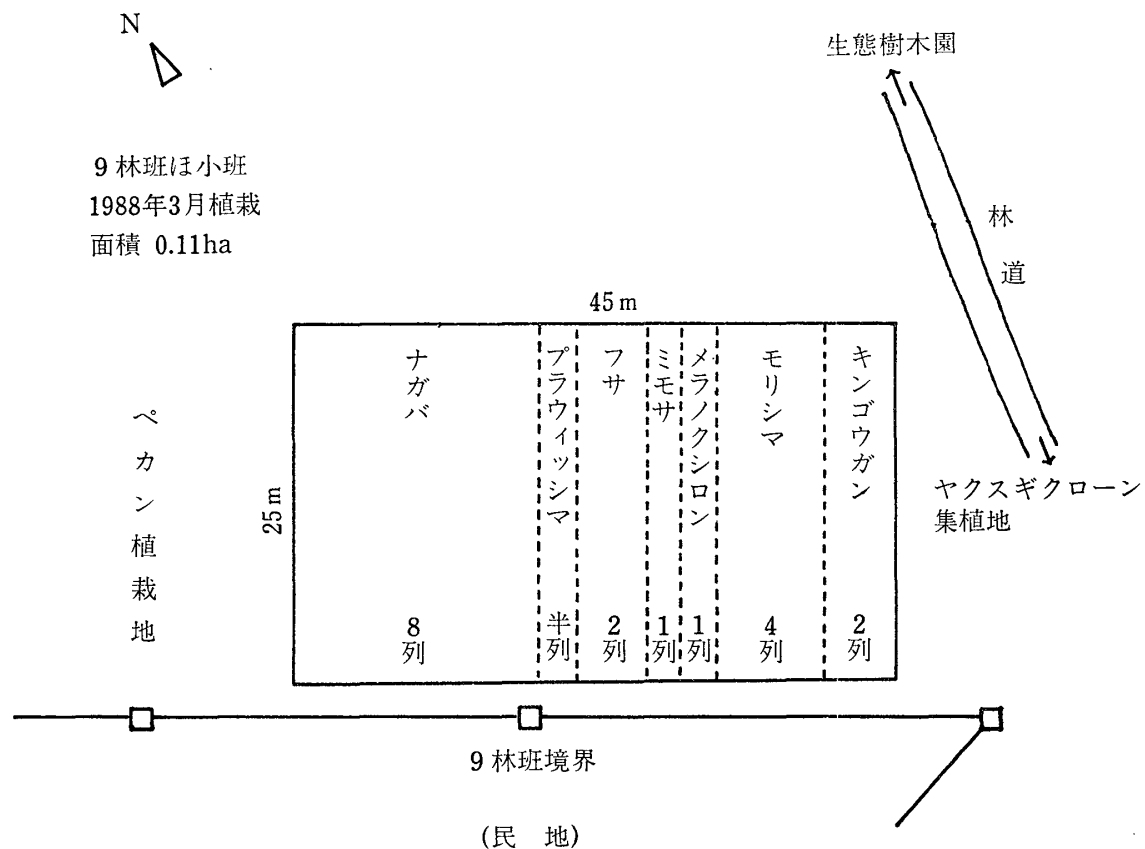 N
生態樹木園
9林班ほ小班
1988年3月植栽
面積 0.11ha
林道
45m
25m
ナガバ
プラウィッシマ
フサ
ミモサ
メラノクシロン
モリシマ
キンゴウガン
8列
半列
2列
1列
1列
4列
2列
ペカン植栽地
ヤクスギクローン
集植地
9林班境界
(民 地)